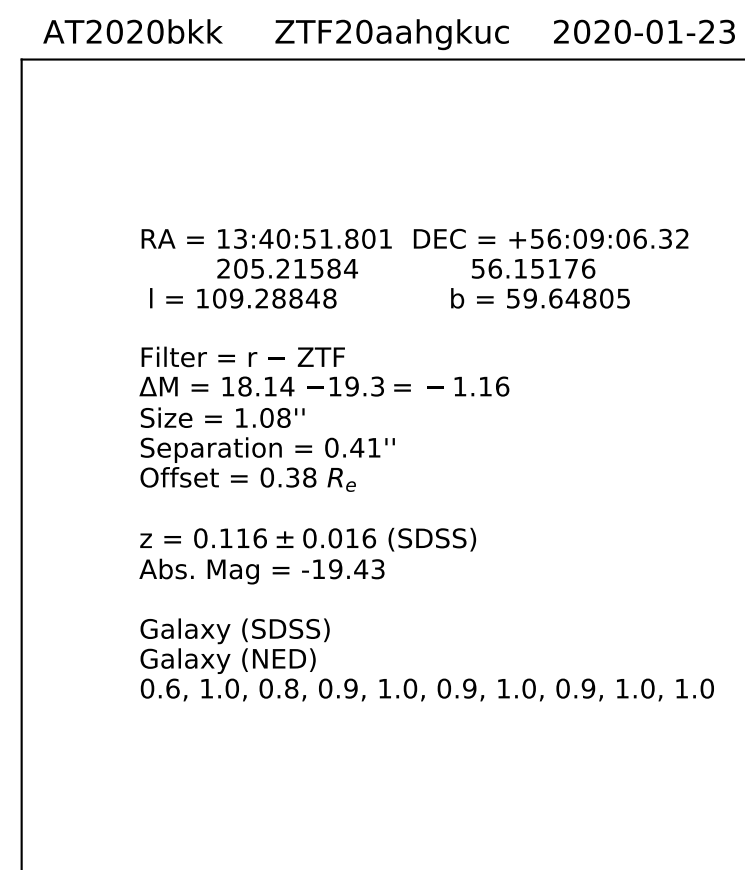 AT2020bkk ZTF20aahgkuc 2020-01-23
RA = 13:40:51.801 DEC = +56:09:06.32
205.21584 56.15176
l = 109.28848 b = 59.64805
Filter = r − ZTF
ΔM = 18.14 −19.3 = − 1.16
Size = 1.08''
Separation = 0.41''
Offset = 0.38 Rₑ
z = 0.116 ± 0.016 (SDSS)
Abs. Mag = -19.43
Galaxy (SDSS)
Galaxy (NED)
0.6, 1.0, 0.8, 0.9, 1.0, 0.9, 1.0, 0.9, 1.0, 1.0